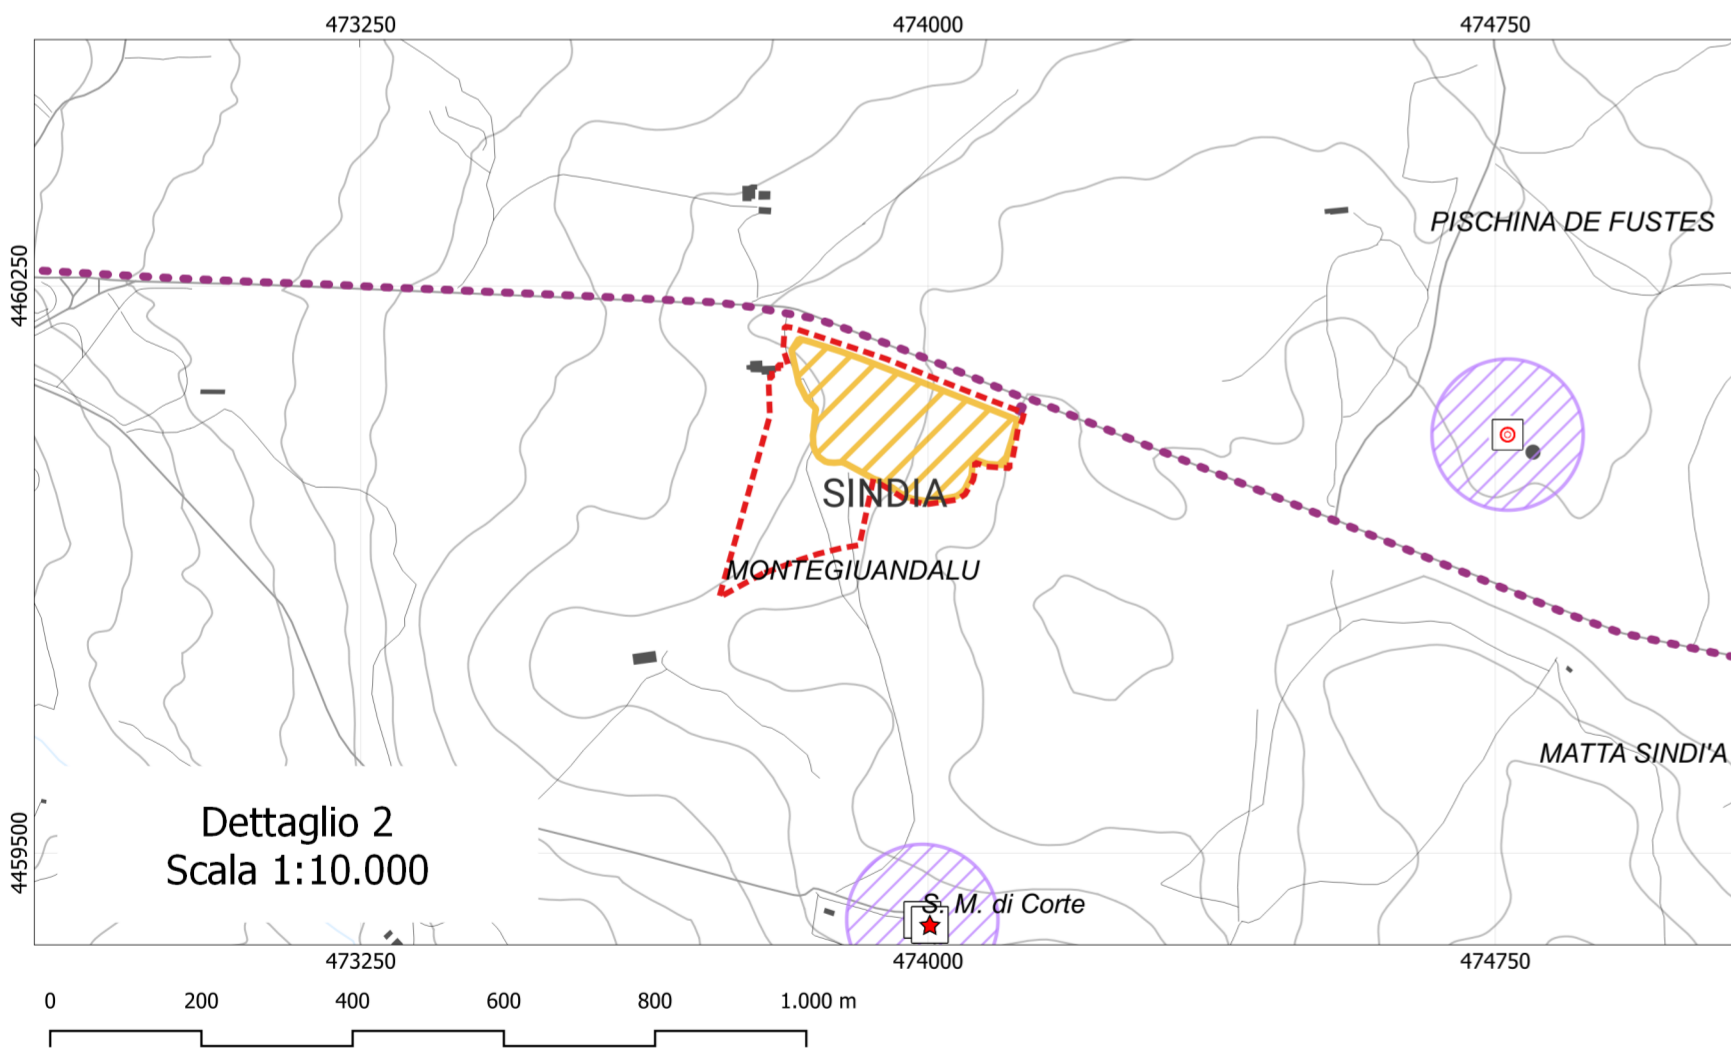 473250 474000 474750
PISCHINA DE FUSTES
4460250
SINDIA
MONTEGIUANDALU
MATTA SINDI'A
Dettaglio 2
Scala 1:10.000
4459500
S. M. di Corte
473250 474000 474750
0 200 400 600 800 1.000 m